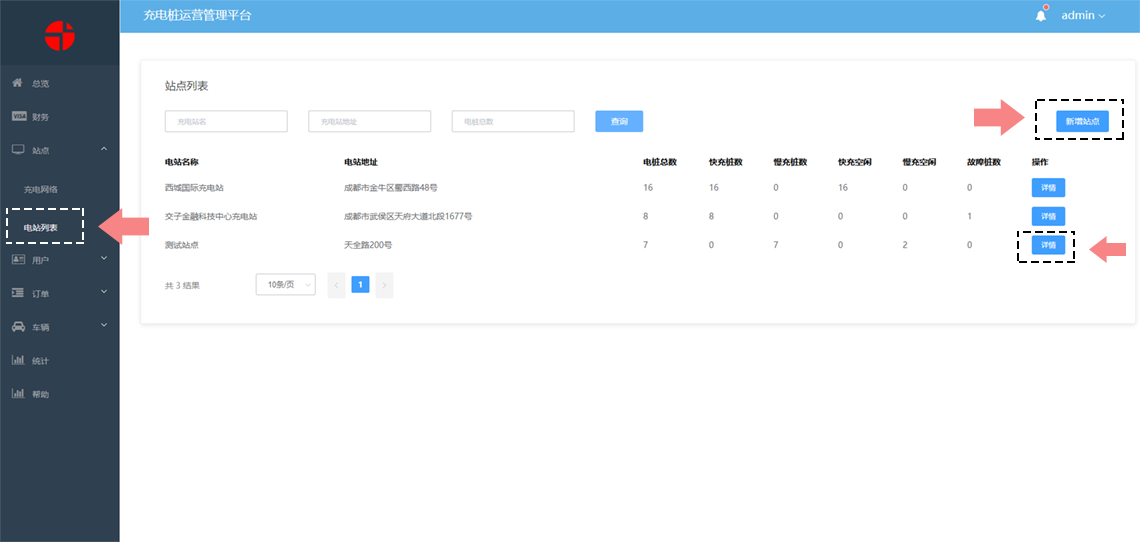 充电桩运营管理平台
admin
总览
VISA 财务
站点
充电网络
电站列表
用户
订单
车辆
统计
帮助
站点列表
充电站名 充电站地址 电桩总数 查询 新增站点
电站名称 电站地址 电桩总数 快充桩数 慢充桩数 快充空闲 慢充空闲 故障桩数 操作
西城国际充电站 成都市金牛区蜀西路48号 16 16 0 16 0 0 详情
交子金融科技中心充电站 成都市武侯区天府大道北段1677号 8 8 0 0 0 1 详情
测试站点 天全路200号 7 0 7 0 2 0 详情
共 3 结果 10条/页 < 1 >